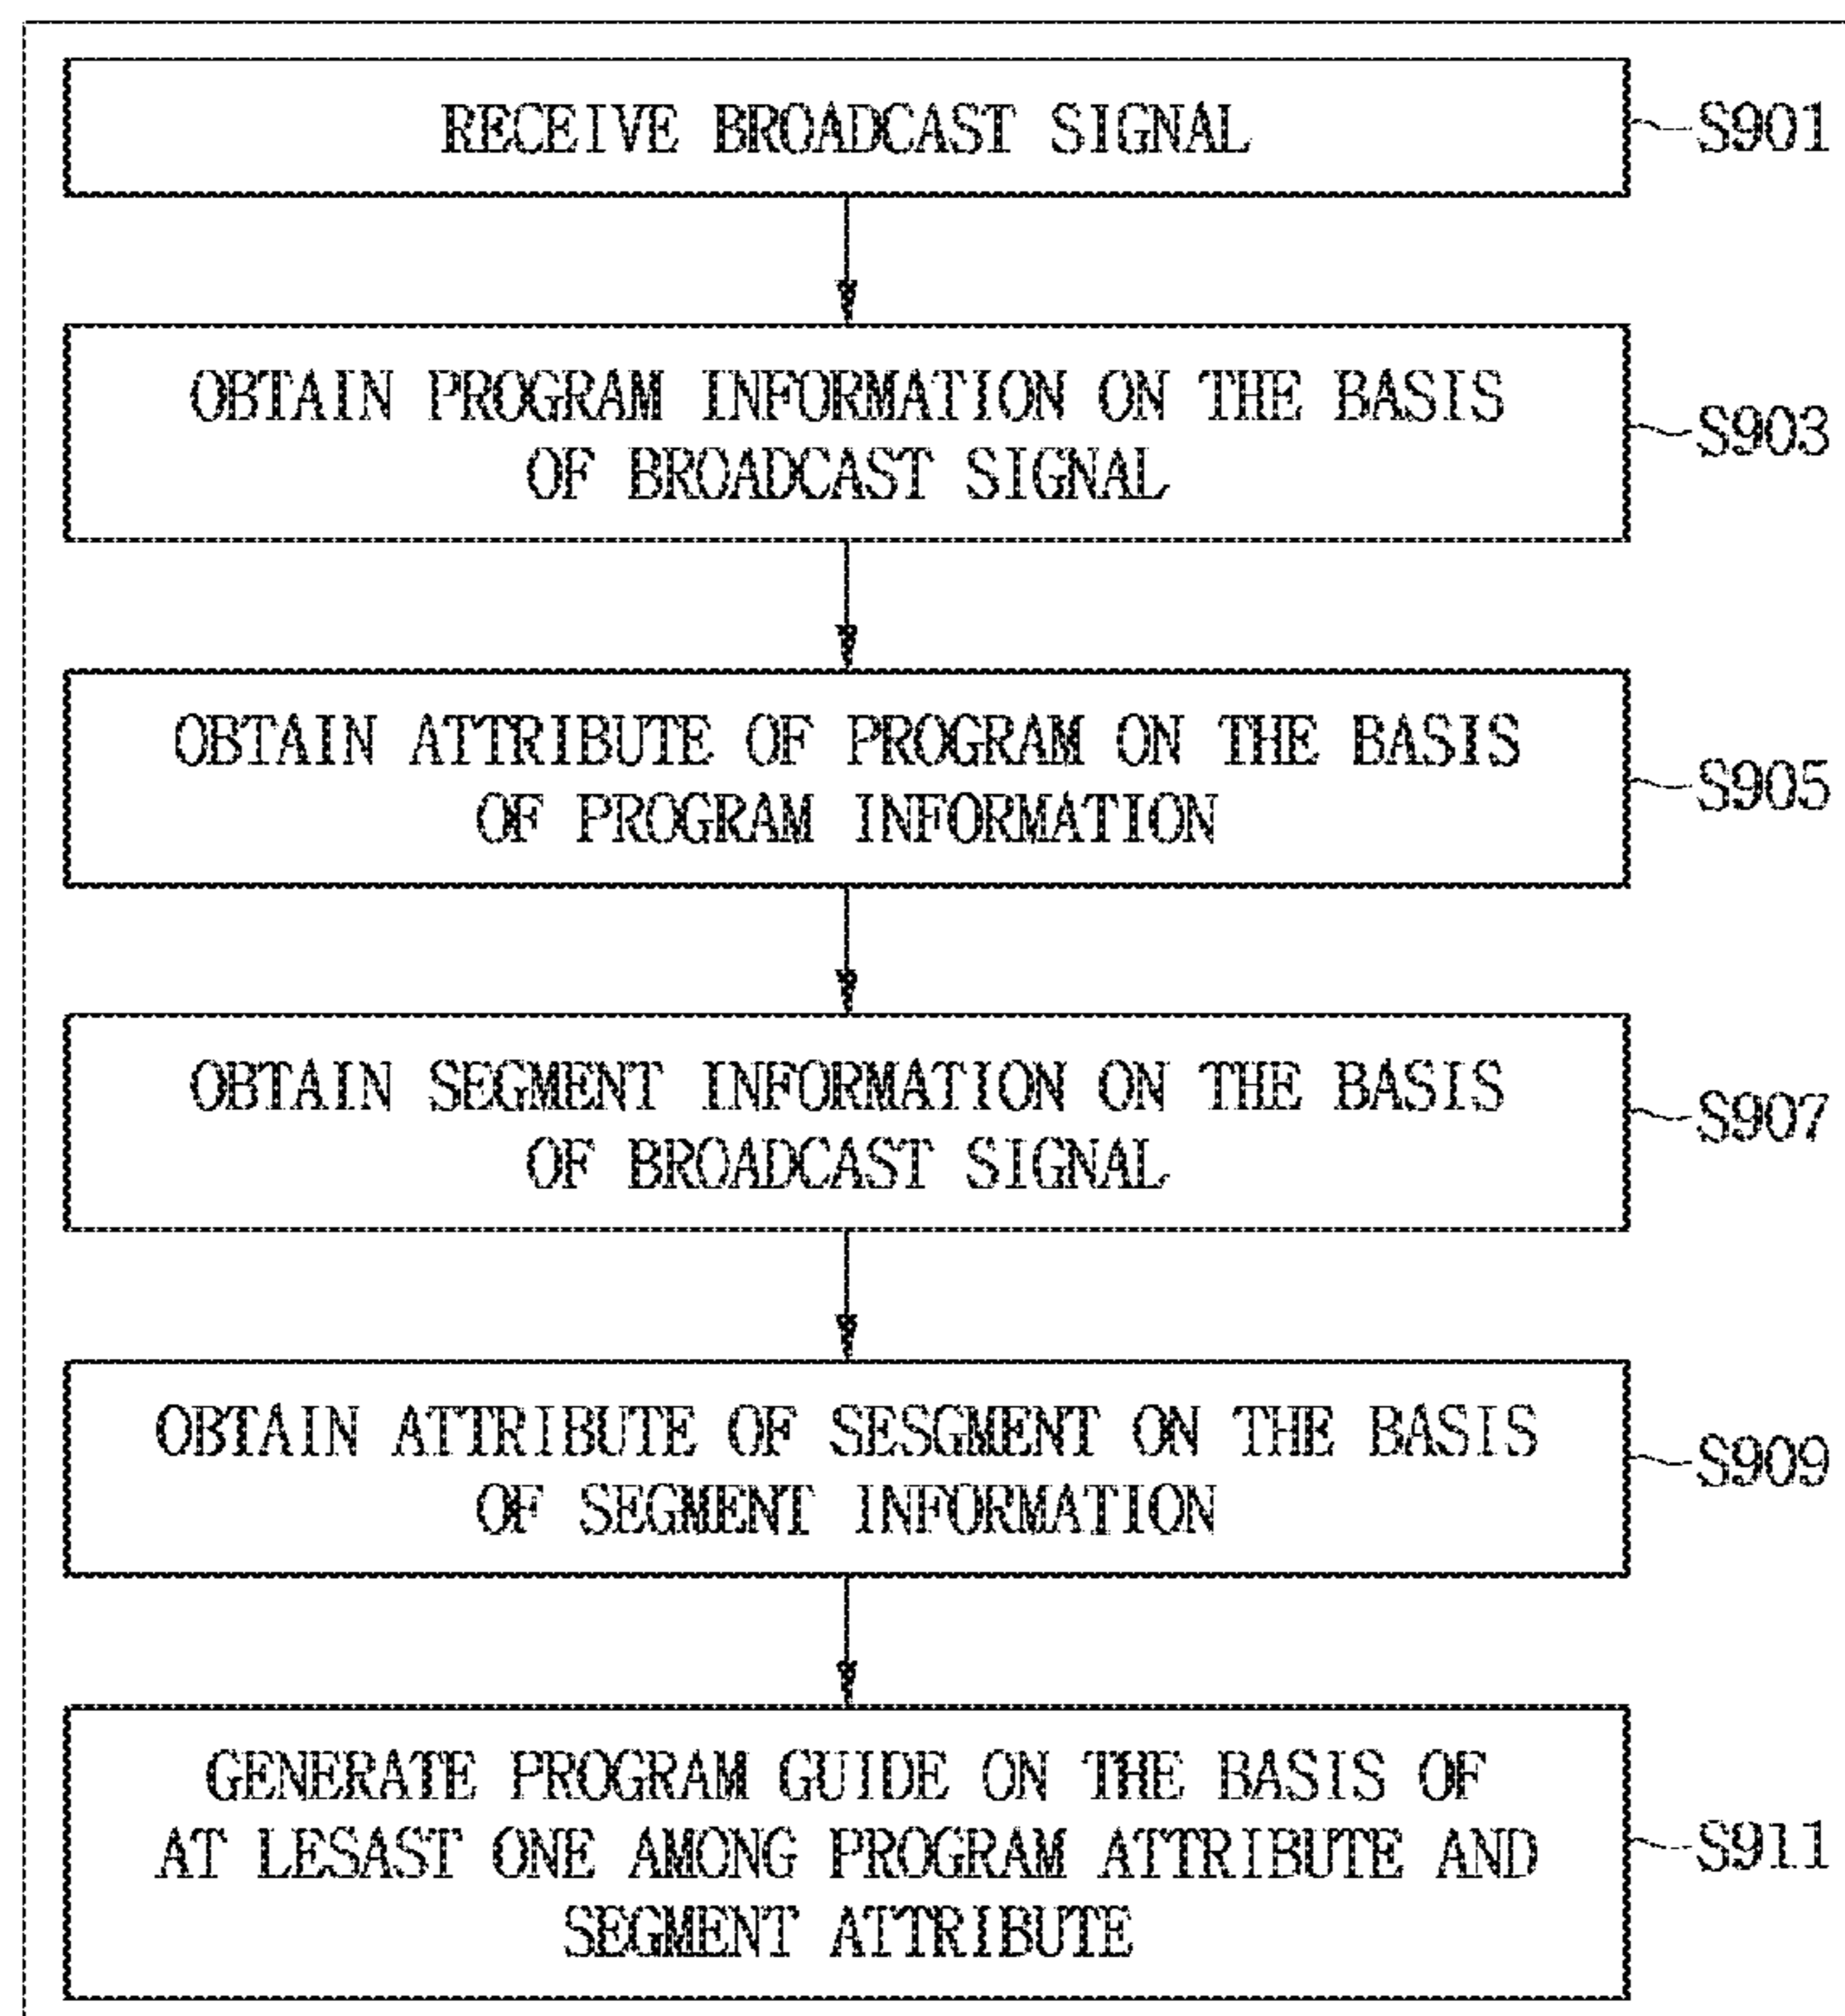 RECEIVE BROADCAST SIGNAL
S901
OBTAIN PROGRAM INFORMATION ON THE BASIS
OF BROADCAST SIGNAL
S903
OBTAIN ATTRIBUTE OF PROGRAM ON THE BASIS
OF PROGRAM INFORMATION
S905
OBTAIN SEGMENT INFORMATION ON THE BASIS
OF BROADCAST SIGNAL
S907
OBTAIN ATTRIBUTE OF SESGMENT ON THE BASIS
OF SEGMENT INFORMATION
S909
GENERATE PROGRAM GUIDE ON THE BASIS OF
AT LESAST ONE AMONG PROGRAM ATTRIBUTE AND
SEGMENT ATTRIBUTE
S911